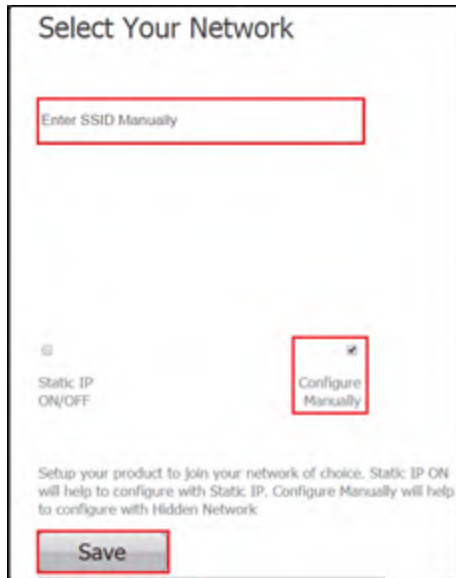 Select Your Network
Enter SSID Manually
Static IP
ON/OFF
Configure
Manually
Setup your product to join your network of choice. Static IP ON
will help to configure with Static IP. Configure Manually will help
to configure with Hidden Network
Save